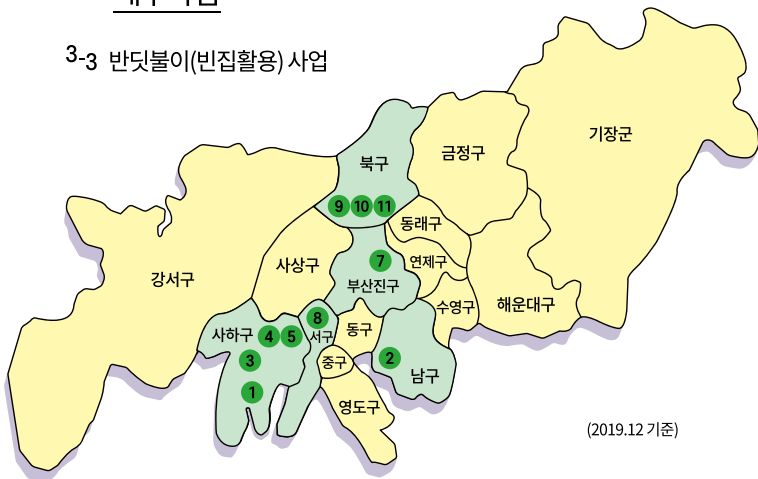 3-3 반딧불이(빈집활용) 사업
기장군
금정구
북구
9 10 11
동래구
연제구
7
사상구
부산진구
강서구
수영구
해운대구
8
사하구 4 5 서구
동구
3
중구
2
남구
1
영도구
(2019.12 기준)